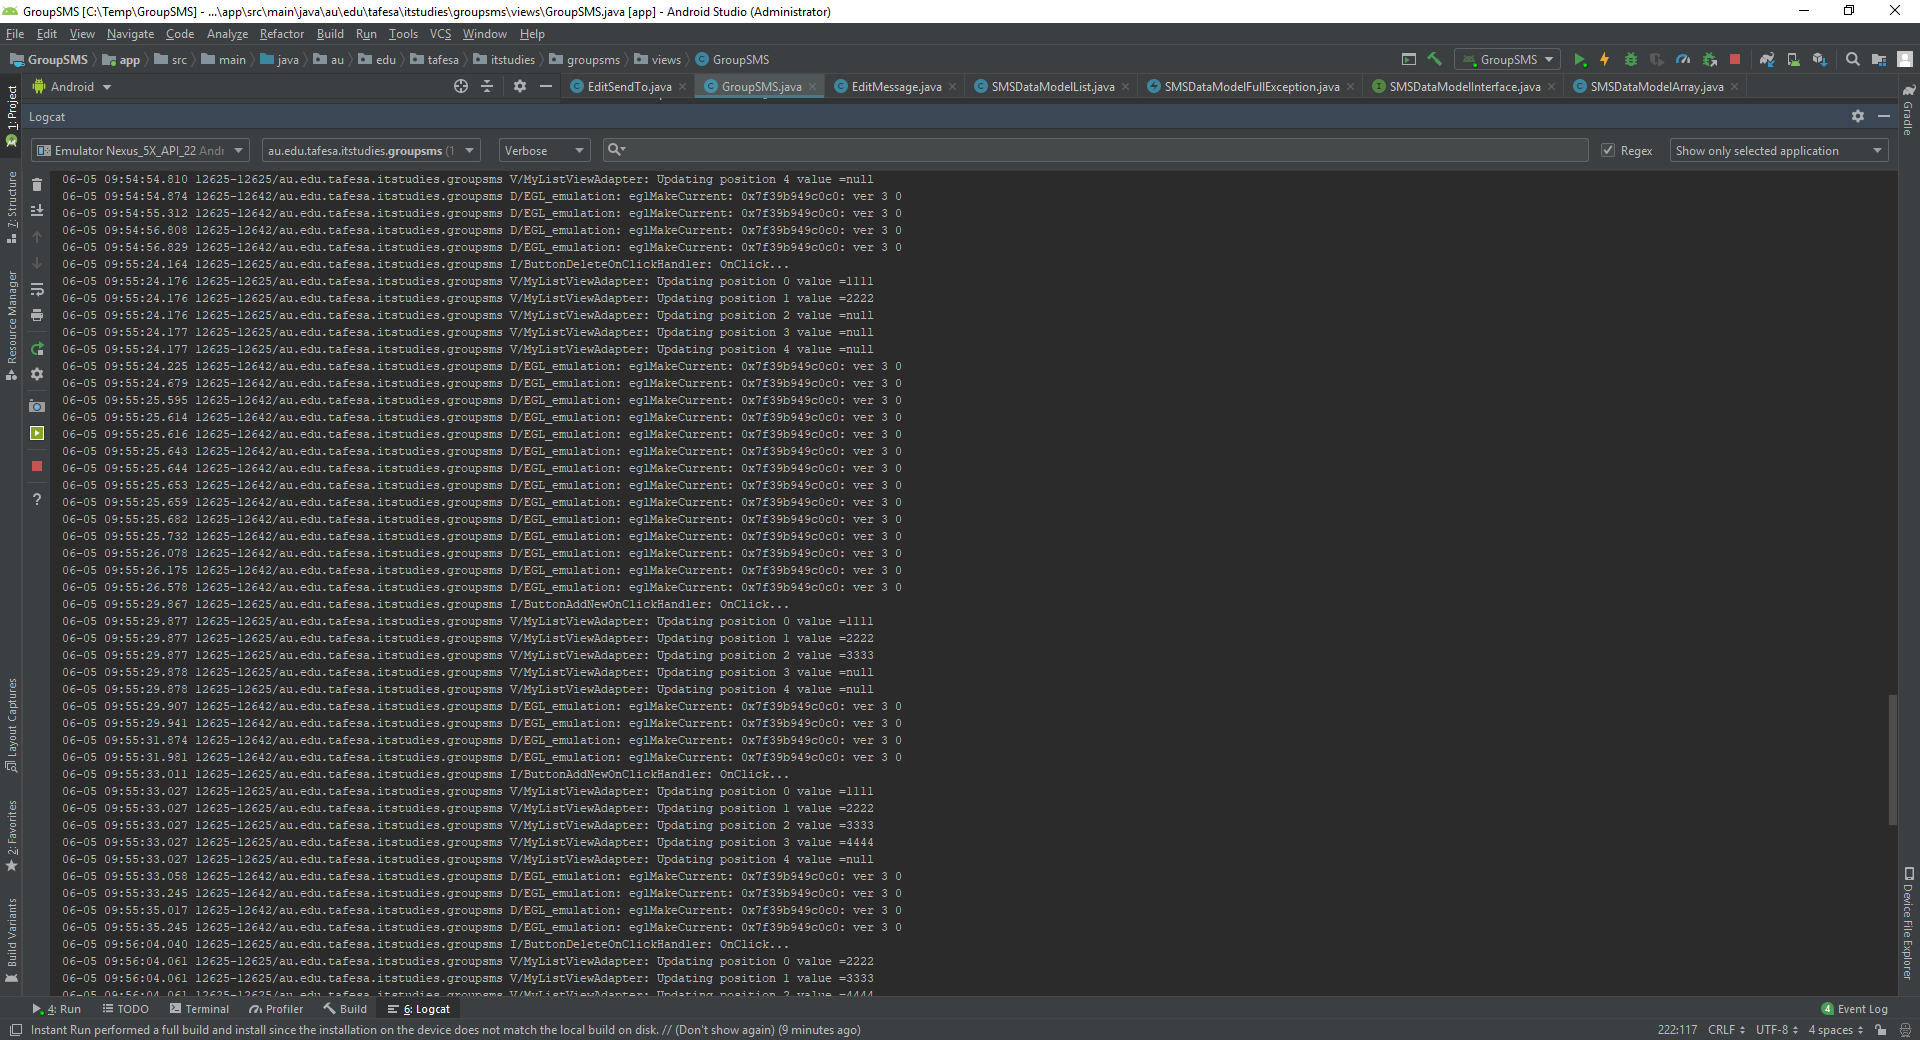 GroupSMS [C:\Temp\GroupSMS] - ...\app\src\main\java\au\edu\tafesa\itstudies\groupsms\views\GroupSMS.java [app] - Android Studio (Administrator)
File Edit View Navigate Code Analyze Refactor Build Run Tools VCS Window Help
GroupSMS app src main java au edu tafesa itstudies groupsms views GroupSMS GroupSMS
Android EditSendTo.java GroupSMS.java EditMessage.java SMSDataModelList.java SMSDataModelFullException.java SMSDataModelInterface.java SMSDataModelArray.java
Logcat
Emulator Nexus_5X_API_22 Andr au.edu.tafesa.itstudies.groupsms (1 Verbose Regex Show only selected application
06-05 09:54:54.810 12625-12625/au.edu.tafesa.itstudies.groupsms V/MyListViewAdapter: Updating position 4 value =null
06-05 09:54:54.874 12625-12642/au.edu.tafesa.itstudies.groupsms D/EGL_emulation: eglMakeCurrent: 0x7f39b949c0c0: ver 3 0
06-05 09:54:55.312 12625-12642/au.edu.tafesa.itstudies.groupsms D/EGL_emulation: eglMakeCurrent: 0x7f39b949c0c0: ver 3 0
06-05 09:54:56.808 12625-12642/au.edu.tafesa.itstudies.groupsms D/EGL_emulation: eglMakeCurrent: 0x7f39b949c0c0: ver 3 0
06-05 09:54:56.829 12625-12642/au.edu.tafesa.itstudies.groupsms D/EGL_emulation: eglMakeCurrent: 0x7f39b949c0c0: ver 3 0
06-05 09:55:24.164 12625-12625/au.edu.tafesa.itstudies.groupsms I/ButtonDeleteOnClickHandler: OnClick...
06-05 09:55:24.176 12625-12625/au.edu.tafesa.itstudies.groupsms V/MyListViewAdapter: Updating position 0 value =1111
06-05 09:55:24.176 12625-12625/au.edu.tafesa.itstudies.groupsms V/MyListViewAdapter: Updating position 1 value =2222
06-05 09:55:24.176 12625-12625/au.edu.tafesa.itstudies.groupsms V/MyListViewAdapter: Updating position 2 value =null
06-05 09:55:24.177 12625-12625/au.edu.tafesa.itstudies.groupsms V/MyListViewAdapter: Updating position 3 value =null
06-05 09:55:24.177 12625-12625/au.edu.tafesa.itstudies.groupsms V/MyListViewAdapter: Updating position 4 value =null
06-05 09:55:24.225 12625-12642/au.edu.tafesa.itstudies.groupsms D/EGL_emulation: eglMakeCurrent: 0x7f39b949c0c0: ver 3 0
06-05 09:55:24.679 12625-12642/au.edu.tafesa.itstudies.groupsms D/EGL_emulation: eglMakeCurrent: 0x7f39b949c0c0: ver 3 0
06-05 09:55:25.595 12625-12642/au.edu.tafesa.itstudies.groupsms D/EGL_emulation: eglMakeCurrent: 0x7f39b949c0c0: ver 3 0
06-05 09:55:25.614 12625-12642/au.edu.tafesa.itstudies.groupsms D/EGL_emulation: eglMakeCurrent: 0x7f39b949c0c0: ver 3 0
06-05 09:55:25.616 12625-12642/au.edu.tafesa.itstudies.groupsms D/EGL_emulation: eglMakeCurrent: 0x7f39b949c0c0: ver 3 0
06-05 09:55:25.643 12625-12642/au.edu.tafesa.itstudies.groupsms D/EGL_emulation: eglMakeCurrent: 0x7f39b949c0c0: ver 3 0
06-05 09:55:25.644 12625-12642/au.edu.tafesa.itstudies.groupsms D/EGL_emulation: eglMakeCurrent: 0x7f39b949c0c0: ver 3 0
06-05 09:55:25.653 12625-12642/au.edu.tafesa.itstudies.groupsms D/EGL_emulation: eglMakeCurrent: 0x7f39b949c0c0: ver 3 0
06-05 09:55:25.659 12625-12642/au.edu.tafesa.itstudies.groupsms D/EGL_emulation: eglMakeCurrent: 0x7f39b949c0c0: ver 3 0
06-05 09:55:25.682 12625-12642/au.edu.tafesa.itstudies.groupsms D/EGL_emulation: eglMakeCurrent: 0x7f39b949c0c0: ver 3 0
06-05 09:55:25.732 12625-12642/au.edu.tafesa.itstudies.groupsms D/EGL_emulation: eglMakeCurrent: 0x7f39b949c0c0: ver 3 0
06-05 09:55:26.078 12625-12642/au.edu.tafesa.itstudies.groupsms D/EGL_emulation: eglMakeCurrent: 0x7f39b949c0c0: ver 3 0
06-05 09:55:26.175 12625-12642/au.edu.tafesa.itstudies.groupsms D/EGL_emulation: eglMakeCurrent: 0x7f39b949c0c0: ver 3 0
06-05 09:55:26.578 12625-12642/au.edu.tafesa.itstudies.groupsms D/EGL_emulation: eglMakeCurrent: 0x7f39b949c0c0: ver 3 0
06-05 09:55:29.867 12625-12625/au.edu.tafesa.itstudies.groupsms I/ButtonAddNewOnClickHandler: OnClick...
06-05 09:55:29.877 12625-12625/au.edu.tafesa.itstudies.groupsms V/MyListViewAdapter: Updating position 0 value =1111
06-05 09:55:29.877 12625-12625/au.edu.tafesa.itstudies.groupsms V/MyListViewAdapter: Updating position 1 value =2222
06-05 09:55:29.877 12625-12625/au.edu.tafesa.itstudies.groupsms V/MyListViewAdapter: Updating position 2 value =3333
06-05 09:55:29.878 12625-12625/au.edu.tafesa.itstudies.groupsms V/MyListViewAdapter: Updating position 3 value =null
06-05 09:55:29.878 12625-12625/au.edu.tafesa.itstudies.groupsms V/MyListViewAdapter: Updating position 4 value =null
06-05 09:55:29.907 12625-12642/au.edu.tafesa.itstudies.groupsms D/EGL_emulation: eglMakeCurrent: 0x7f39b949c0c0: ver 3 0
06-05 09:55:29.941 12625-12642/au.edu.tafesa.itstudies.groupsms D/EGL_emulation: eglMakeCurrent: 0x7f39b949c0c0: ver 3 0
06-05 09:55:31.874 12625-12642/au.edu.tafesa.itstudies.groupsms D/EGL_emulation: eglMakeCurrent: 0x7f39b949c0c0: ver 3 0
06-05 09:55:31.981 12625-12642/au.edu.tafesa.itstudies.groupsms D/EGL_emulation: eglMakeCurrent: 0x7f39b949c0c0: ver 3 0
06-05 09:55:33.011 12625-12625/au.edu.tafesa.itstudies.groupsms I/ButtonAddNewOnClickHandler: OnClick...
06-05 09:55:33.027 12625-12625/au.edu.tafesa.itstudies.groupsms V/MyListViewAdapter: Updating position 0 value =1111
06-05 09:55:33.027 12625-12625/au.edu.tafesa.itstudies.groupsms V/MyListViewAdapter: Updating position 1 value =2222
06-05 09:55:33.027 12625-12625/au.edu.tafesa.itstudies.groupsms V/MyListViewAdapter: Updating position 2 value =3333
06-05 09:55:33.027 12625-12625/au.edu.tafesa.itstudies.groupsms V/MyListViewAdapter: Updating position 3 value =4444
06-05 09:55:33.027 12625-12625/au.edu.tafesa.itstudies.groupsms V/MyListViewAdapter: Updating position 4 value =null
06-05 09:55:33.058 12625-12642/au.edu.tafesa.itstudies.groupsms D/EGL_emulation: eglMakeCurrent: 0x7f39b949c0c0: ver 3 0
06-05 09:55:33.245 12625-12642/au.edu.tafesa.itstudies.groupsms D/EGL_emulation: eglMakeCurrent: 0x7f39b949c0c0: ver 3 0
06-05 09:55:35.017 12625-12642/au.edu.tafesa.itstudies.groupsms D/EGL_emulation: eglMakeCurrent: 0x7f39b949c0c0: ver 3 0
06-05 09:55:35.245 12625-12642/au.edu.tafesa.itstudies.groupsms D/EGL_emulation: eglMakeCurrent: 0x7f39b949c0c0: ver 3 0
06-05 09:56:04.040 12625-12625/au.edu.tafesa.itstudies.groupsms I/ButtonDeleteOnClickHandler: OnClick...
06-05 09:56:04.061 12625-12625/au.edu.tafesa.itstudies.groupsms V/MyListViewAdapter: Updating position 0 value =2222
06-05 09:56:04.061 12625-12625/au.edu.tafesa.itstudies.groupsms V/MyListViewAdapter: Updating position 1 value =3333
06-05 09:56:04.061 12625-12625/au.edu.tafesa.itstudies.groupsms V/MyListViewAdapter: Updating position 2 value =4444
1: Project
7: Structure
Resource Manager
Layout Captures
2: Favorites
Build Variants
Gradle
Device File Explorer
4: Run TODO Terminal Profiler Build 6: Logcat 4 Event Log
Instant Run performed a full build and install since the installation on the device does not match the local build on disk. // (Don't show again) (9 minutes ago) 222:117 CRLF UTF-8 4 spaces